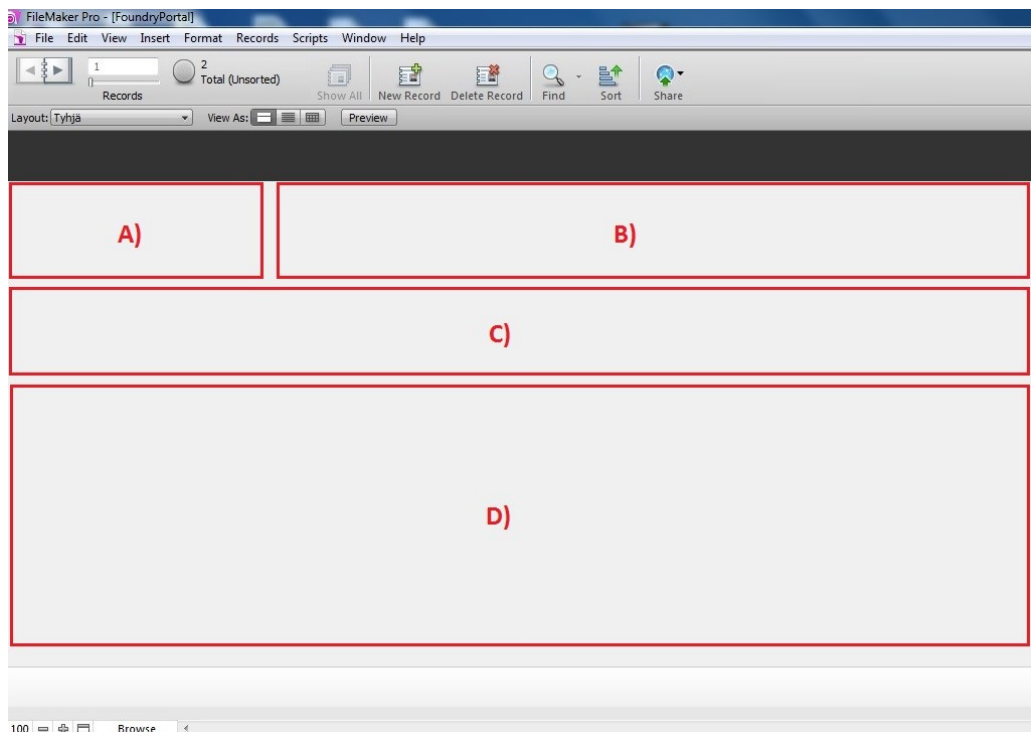 FileMaker Pro - [FoundryPortal]
File Edit View Insert Format Records Scripts Window Help
1
2
Total (Unsorted)
Records
Show All New Record Delete Record Find Sort Share
Layout: Tyhjä View As: Preview
A) B)
C)
D)
100 Browse